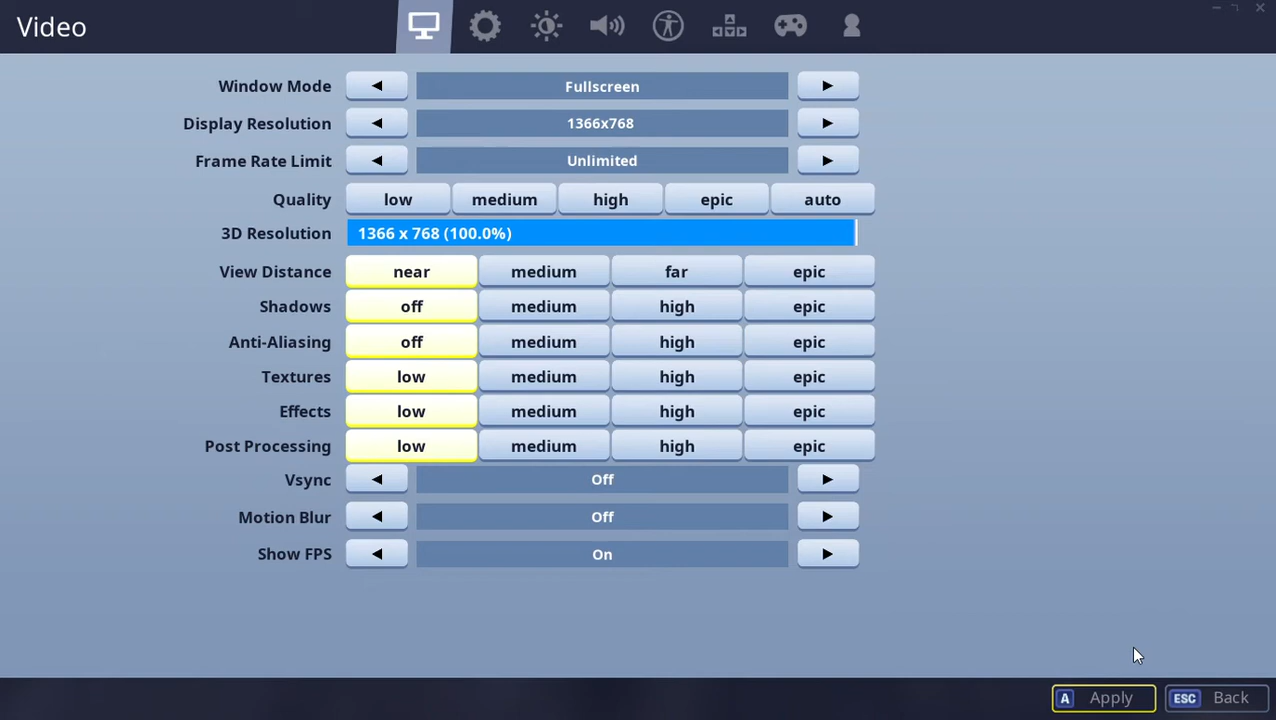 Video
Window Mode ◄ Fullscreen ►
Display Resolution ◄ 1366x768 ►
Frame Rate Limit ◄ Unlimited ►
Quality low medium high epic auto
3D Resolution 1366 x 768 (100.0%)
View Distance near medium far epic
Shadows off medium high epic
Anti-Aliasing off medium high epic
Textures low medium high epic
Effects low medium high epic
Post Processing low medium high epic
Vsync ◄ Off ►
Motion Blur ◄ Off ►
Show FPS ◄ On ►
A Apply ESC Back